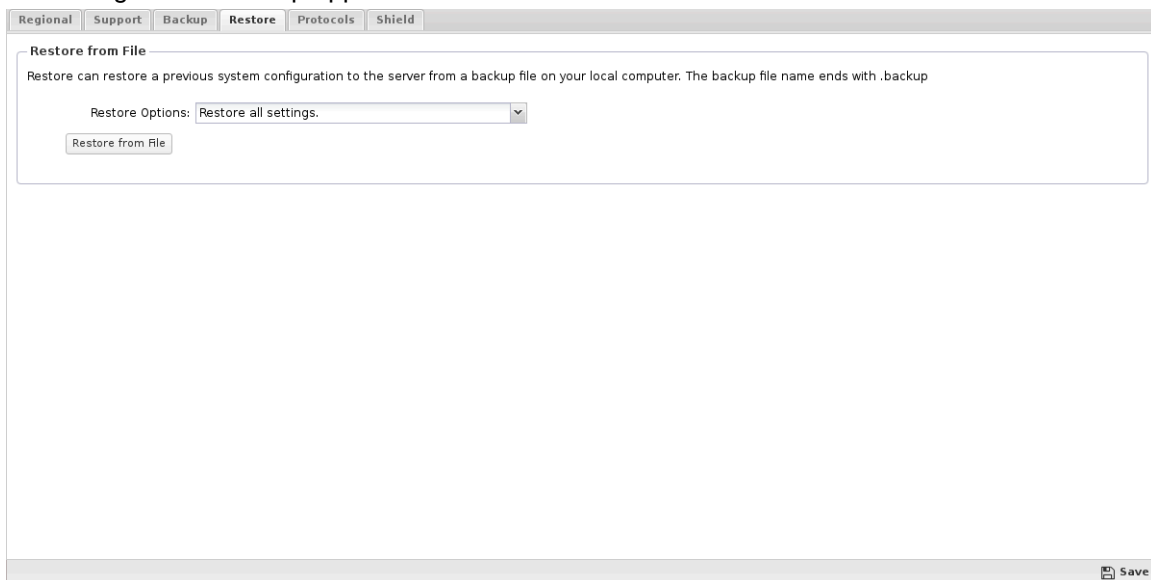 Regional Support Backup Restore Protocols Shield
Restore from File
Restore can restore a previous system configuration to the server from a backup file on your local computer. The backup file name ends with .backup
Restore Options: Restore all settings.
Restore from File
Save